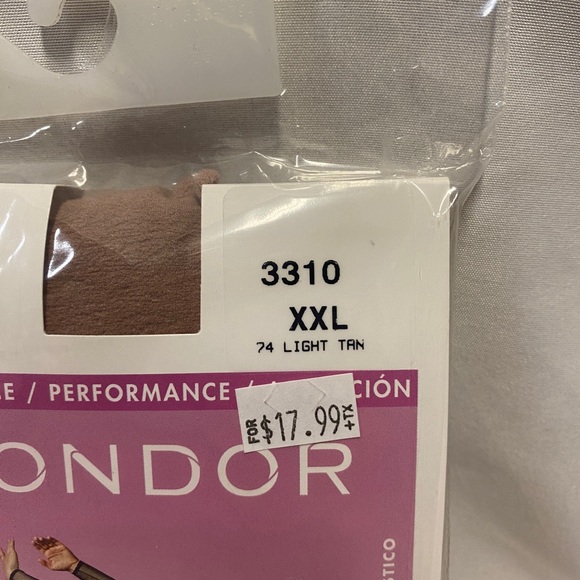 3310
XXL
74 LIGHT TAN
/ PERFORMANCE /
FOR $17.99 +TX
ONDOR